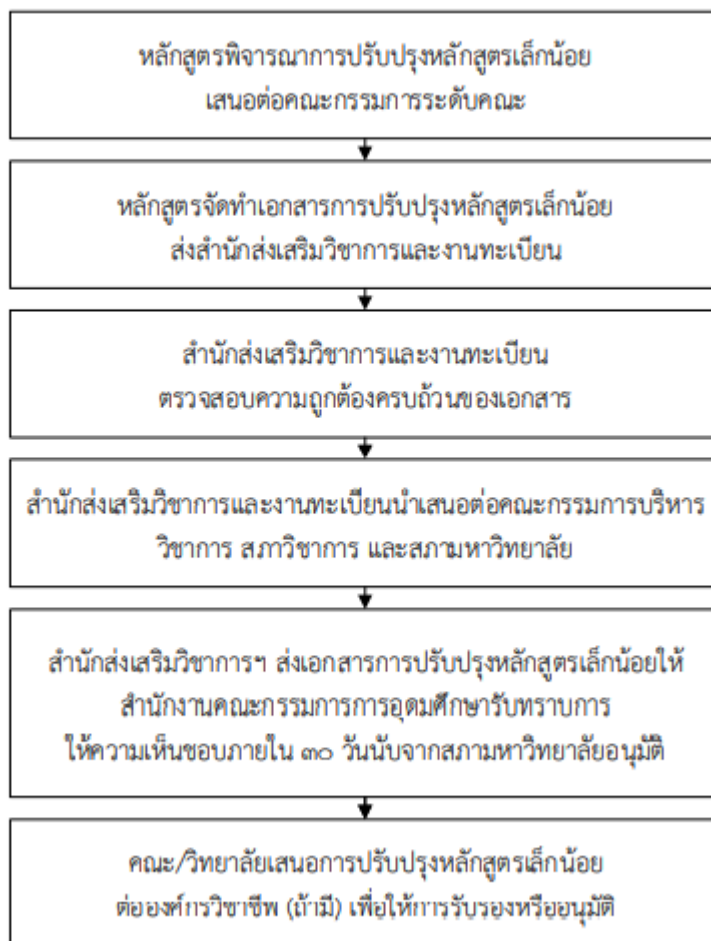 หลักสูตรพิจารณาการปรับปรุงหลักสูตรเล็กน้อย
เสนอต่อคณะกรรมการระดับคณะ
หลักสูตรจัดทำเอกสารการปรับปรุงหลักสูตรเล็กน้อย
ส่งสำนักส่งเสริมวิชาการและงานทะเบียน
สำนักส่งเสริมวิชาการและงานทะเบียน
ตรวจสอบความถูกต้องครบถ้วนของเอกสาร
สำนักส่งเสริมวิชาการและงานทะเบียนนำเสนอต่อคณะกรรมการบริหาร
วิชาการ สภาวิชาการ และสภามหาวิทยาลัย
สำนักส่งเสริมวิชาการฯ ส่งเอกสารการปรับปรุงหลักสูตรเล็กน้อยให้
สำนักงานคณะกรรมการการอุดมศึกษารับทราบการ
ให้ความเห็นชอบภายใน ๓๐ วันนับจากสภามหาวิทยาลัยอนุมัติ
คณะ/วิทยาลัยเสนอการปรับปรุงหลักสูตรเล็กน้อย
ต่อองค์กรวิชาชีพ (ถ้ามี) เพื่อให้การรับรองหรืออนุมัติ